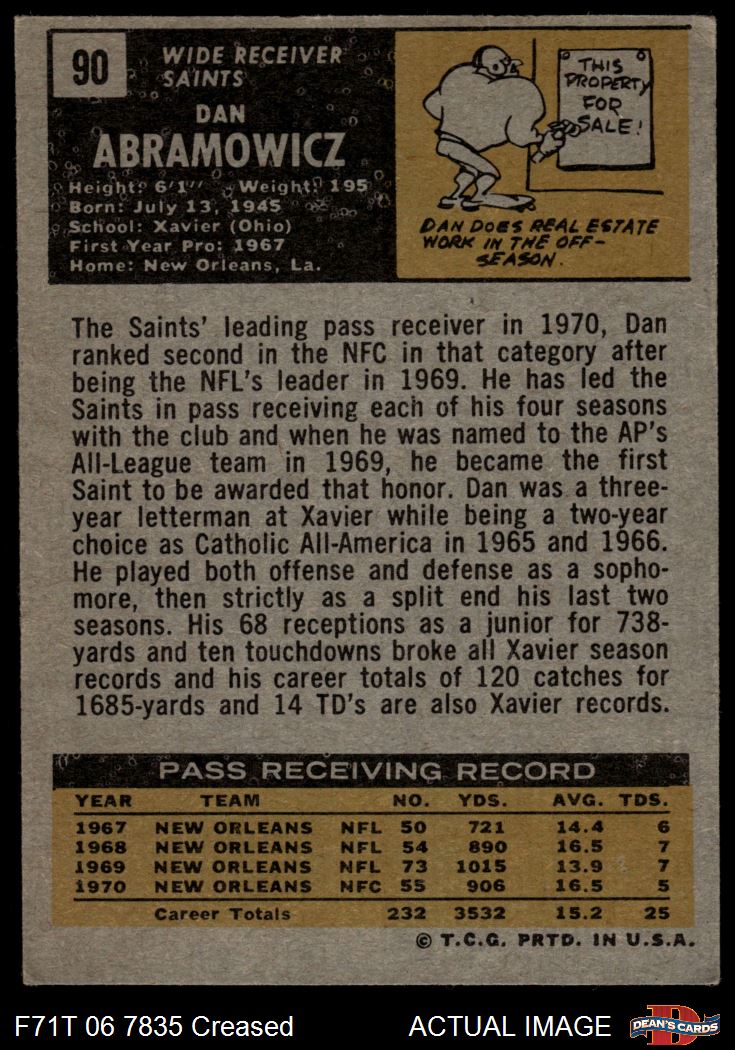 90
WIDE RECEIVER
SAINTS
DAN
ABRAMOWICZ
Height: 6'1" Weight: 195
Born: July 13, 1945
School: Xavier (Ohio)
First Year Pro: 1967
Home: New Orleans, La.
THIS
PROPERTY
FOR
SALE!
DAN DOES REAL ESTATE
WORK IN THE OFF-
SEASON.
The Saints' leading pass receiver in 1970, Dan
ranked second in the NFC in that category after
being the NFL's leader in 1969. He has led the
Saints in pass receiving each of his four seasons
with the club and when he was named to the AP's
All-League team in 1969, he became the first
Saint to be awarded that honor. Dan was a three-
year letterman at Xavier while being a two-year
choice as Catholic All-America in 1965 and 1966.
He played both offense and defense as a sopho-
more, then strictly as a split end his last two
seasons. His 68 receptions as a junior for 738-
yards and ten touchdowns broke all Xavier season
records and his career totals of 120 catches for
1685-yards and 14 TD's are also Xavier records.
PASS RECEIVING RECORD
YEAR TEAM NO. YDS. AVG. TDS.
1967 NEW ORLEANS NFL 50 721 14.4 6
1968 NEW ORLEANS NFL 54 890 16.5 7
1969 NEW ORLEANS NFL 73 1015 13.9 7
1970 NEW ORLEANS NFC 55 906 16.5 5
Career Totals 232 3532 15.2 25
© T.C.G. PRTD. IN U.S.A.
F71T 06 7835 Creased ACTUAL IMAGE D DEAN'S CARDS